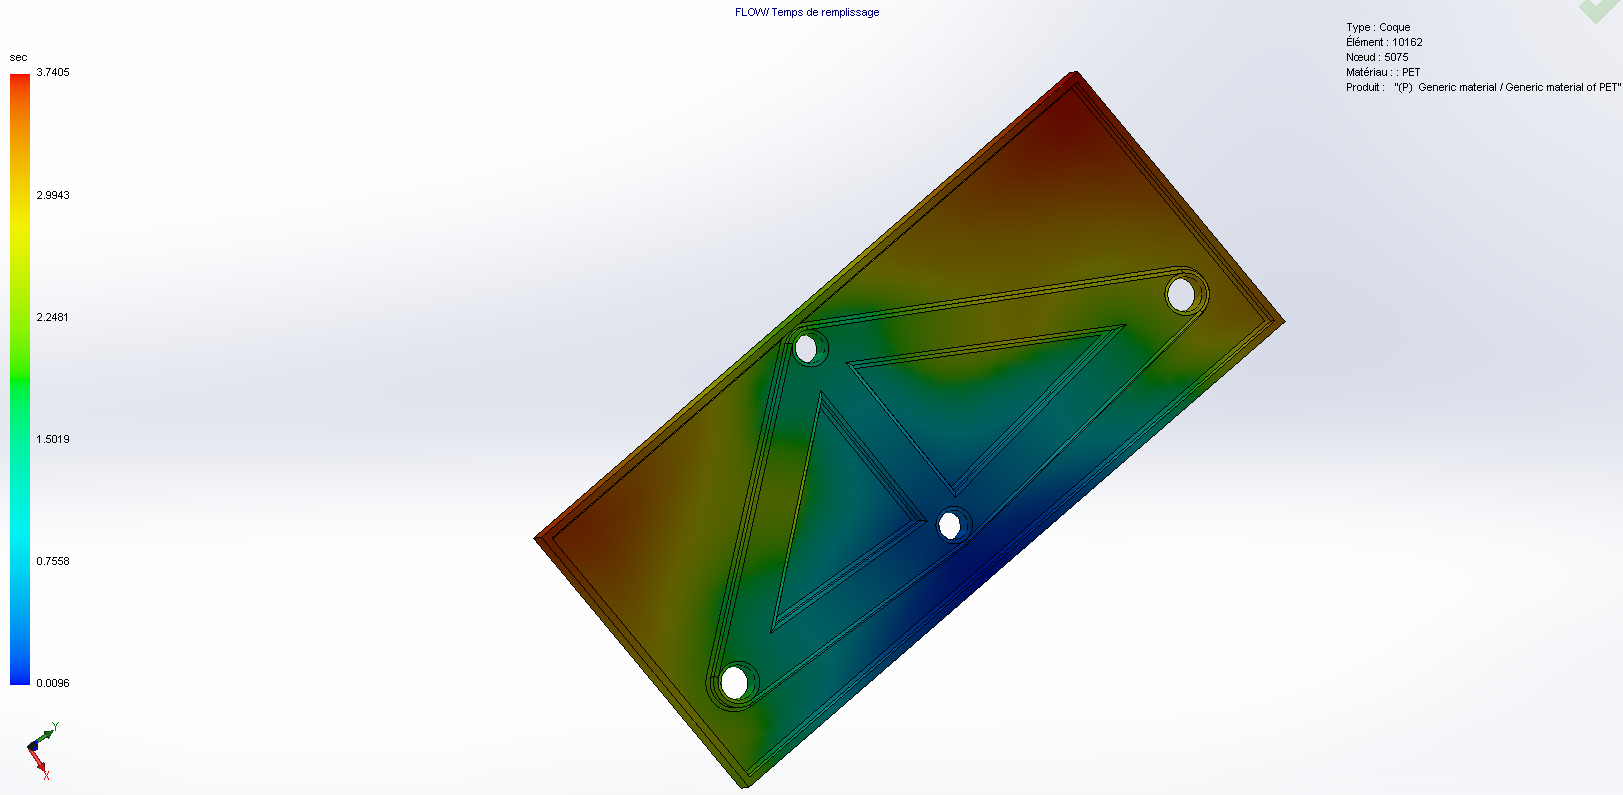 FLOW/ Temps de remplissage
Type : Coque
Élément : 10162
Nœud : 5075
Matériau : : PET
Produit : "(P) Generic material / Generic material of PET"
sec
3.7405
2.9943
2.2481
1.5019
0.7558
0.0096
Y
X